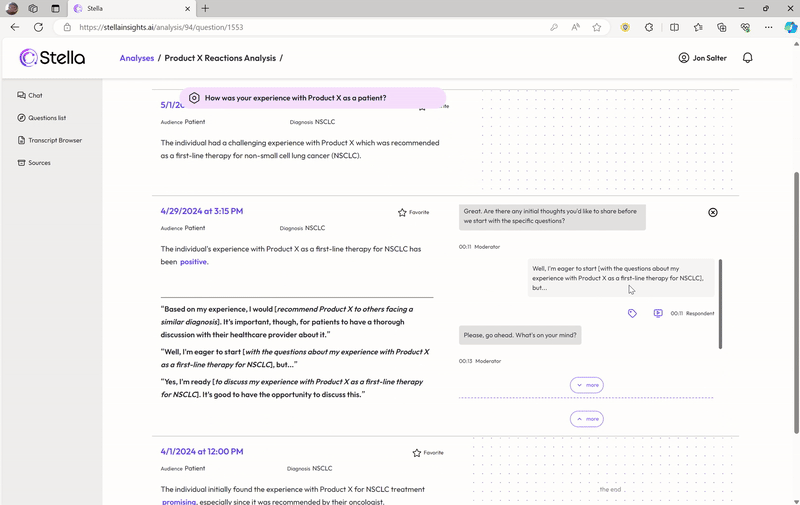 Stella
https://stellainsights.ai/analysis/94/question/1553
Stella
Analyses / Product X Reactions Analysis /
Jon Salter
Chat
Questions list
Transcript Browser
Sources
How was your experience with Product X as a patient?
5/1/20
Audience Patient
Diagnosis NSCLC
The individual had a challenging experience with Product X which was recommended
as a first-line therapy for non-small cell lung cancer (NSCLC).
4/29/2024 at 3:15 PM
Favorite
Audience Patient
Diagnosis NSCLC
The individual's experience with Product X as a first-line therapy for NSCLC has
been positive.
"Based on my experience, I would [recommend Product X to others facing a
similar diagnosis]. It's important, though, for patients to have a thorough
discussion with their healthcare provider about it."
"Well, I'm eager to start [with the questions about my experience with Product X
as a first-line therapy for NSCLC], but..."
"Yes, I'm ready [to discuss my experience with Product X as a first-line therapy
for NSCLC]. It's good to have the opportunity to discuss this."
Great. Are there any initial thoughts you'd like to share before
we start with the specific questions?
00:11 Moderator
Well, I'm eager to start [with the questions about my
experience with Product X as a first-line therapy for NSCLC],
but...
00:11 Respondent
Please, go ahead. What's on your mind?
00:13 Moderator
more
more
4/1/2024 at 12:00 PM
Favorite
Audience Patient
Diagnosis NSCLC
The individual initially found the experience with Product X for NSCLC treatment
promising, especially since it was recommended by their oncologist.
the end